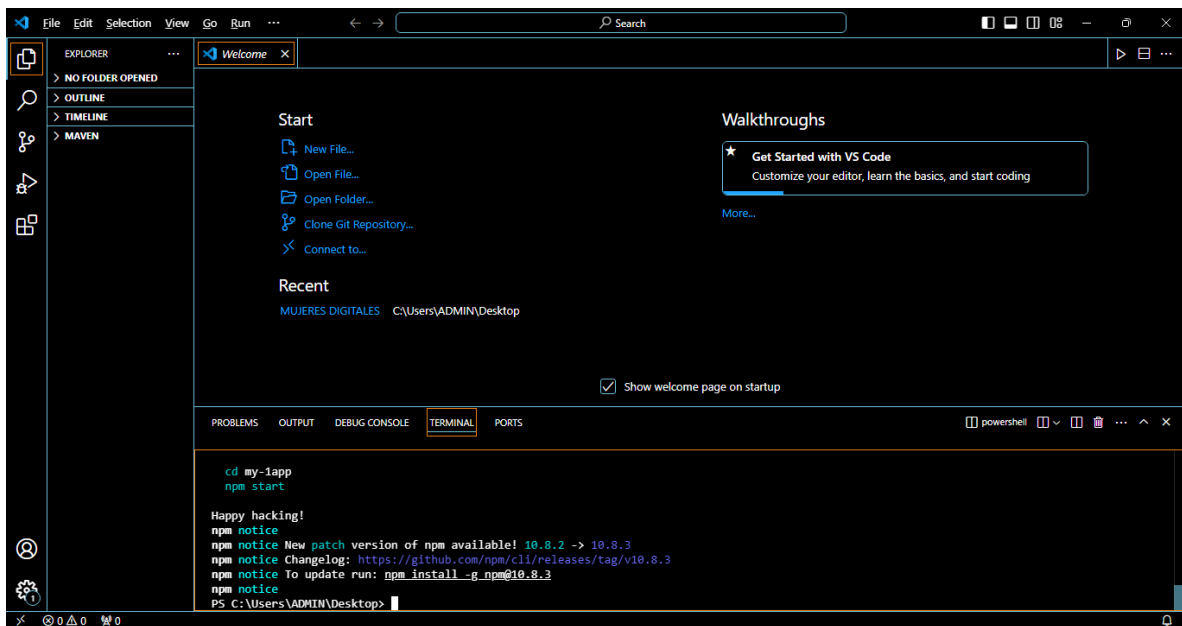 File Edit Selection View Go Run ··· Search
EXPLORER ···
NO FOLDER OPENED
OUTLINE
TIMELINE
MAVEN
Welcome
Start
New File...
Open File...
Open Folder...
Clone Git Repository...
Connect to...
Recent
MUJERES DIGITALES C:\Users\ADMIN\Desktop
Walkthroughs
Get Started with VS Code
Customize your editor, learn the basics, and start coding
More...
Show welcome page on startup
PROBLEMS OUTPUT DEBUG CONSOLE TERMINAL PORTS powershell
cd my-1app
npm start
Happy hacking!
npm notice
npm notice New patch version of npm available! 10.8.2 -> 10.8.3
npm notice Changelog: https://github.com/npm/cli/releases/tag/v10.8.3
npm notice To update run: npm install -g npm@10.8.3
npm notice
PS C:\Users\ADMIN\Desktop>
1
0 0 0